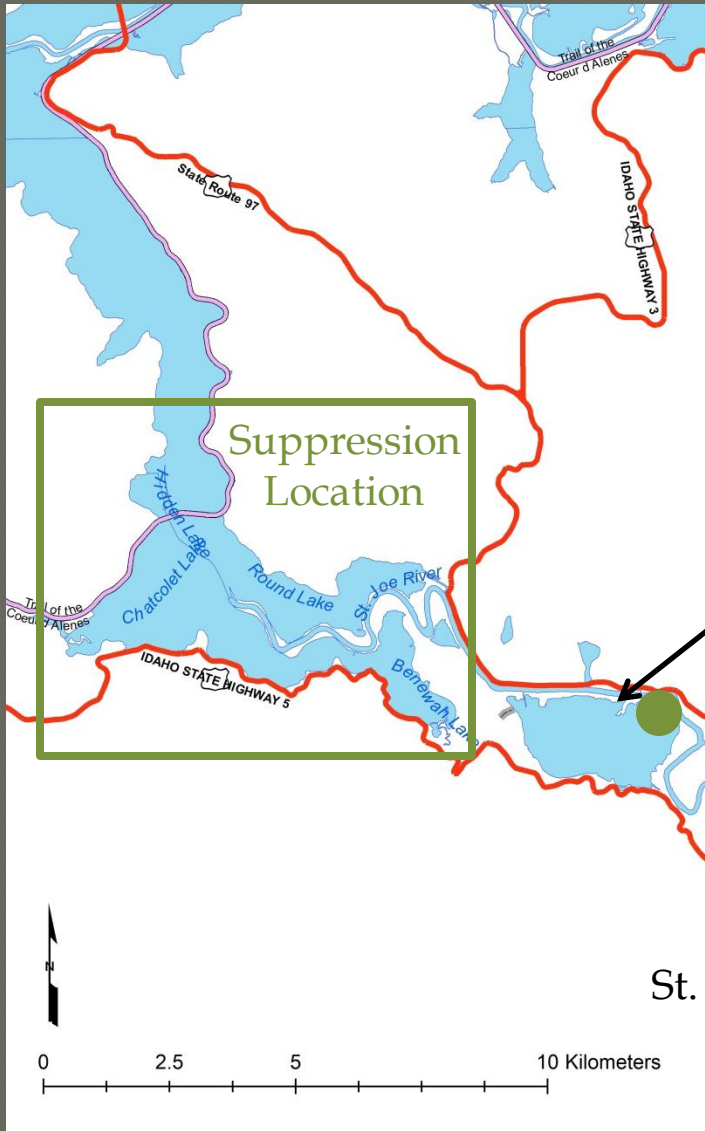 Trail of the
Coeur d'Alenes
State Route 97
IDAHO STATE HIGHWAY 3
Suppression
Location
Hidden Lake
Chatcolet Lake
Round Lake
St. Joe River
Trail of the
Coeur d'Alenes
IDAHO STATE HIGHWAY 5
Benewah Lake
N
St.
0 2.5 5 10 Kilometers